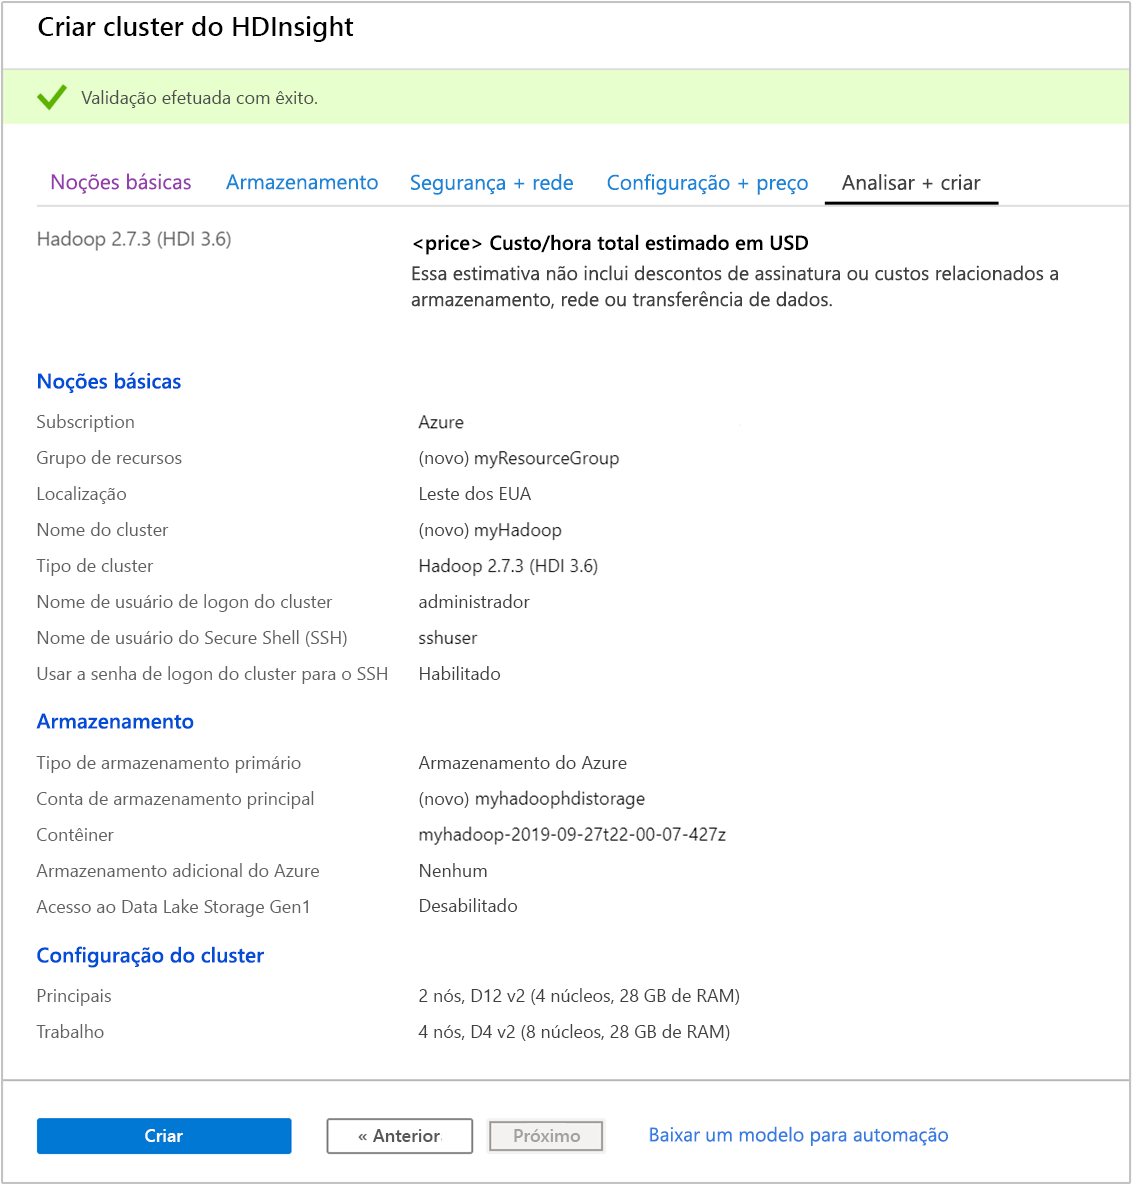 Criar cluster do HDInsight
Validação efetuada com êxito.
Noções básicas Armazenamento Segurança + rede Configuração + preço Analisar + criar
Hadoop 2.7.3 (HDI 3.6)
<price> Custo/hora total estimado em USD
Essa estimativa não inclui descontos de assinatura ou custos relacionados a
armazenamento, rede ou transferência de dados.
Noções básicas
Subscription Azure
Grupo de recursos (novo) myResourceGroup
Localização Leste dos EUA
Nome do cluster (novo) myHadoop
Tipo de cluster Hadoop 2.7.3 (HDI 3.6)
Nome de usuário de logon do cluster administrador
Nome de usuário do Secure Shell (SSH) sshuser
Usar a senha de logon do cluster para o SSH Habilitado
Armazenamento
Tipo de armazenamento primário Armazenamento do Azure
Conta de armazenamento principal (novo) myhadoophdistorage
Contêiner myhadoop-2019-09-27t22-00-07-427z
Armazenamento adicional do Azure Nenhum
Acesso ao Data Lake Storage Gen1 Desabilitado
Configuração do cluster
Principais 2 nós, D12 v2 (4 núcleos, 28 GB de RAM)
Trabalho 4 nós, D4 v2 (8 núcleos, 28 GB de RAM)
Criar « Anterior Próximo Baixar um modelo para automação